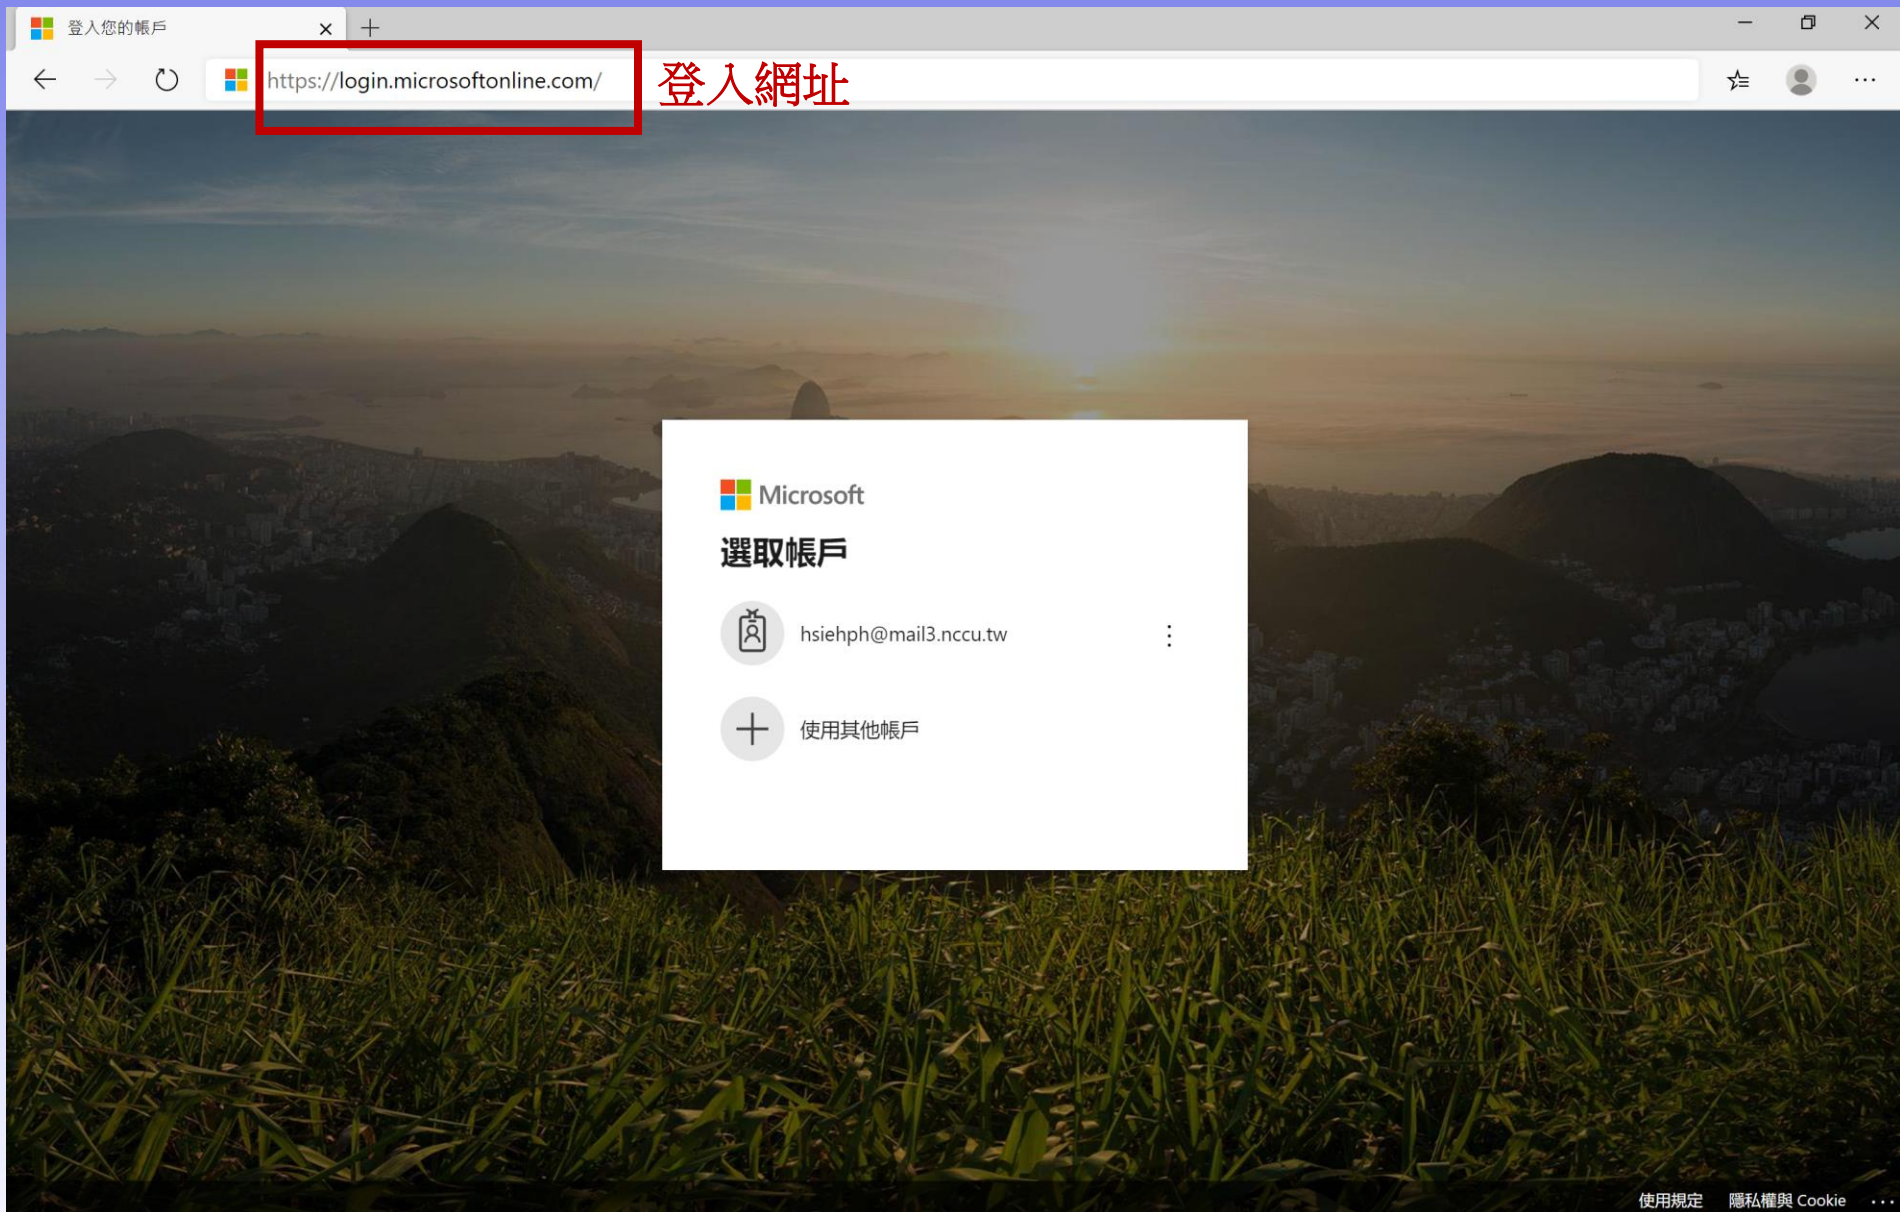 登入您的帳戶
https://login.microsoftonline.com/
登入網址
Microsoft
選取帳戶
hsiehph@mail3.nccu.tw
使用其他帳戶
使用規定 隱私權與 Cookie